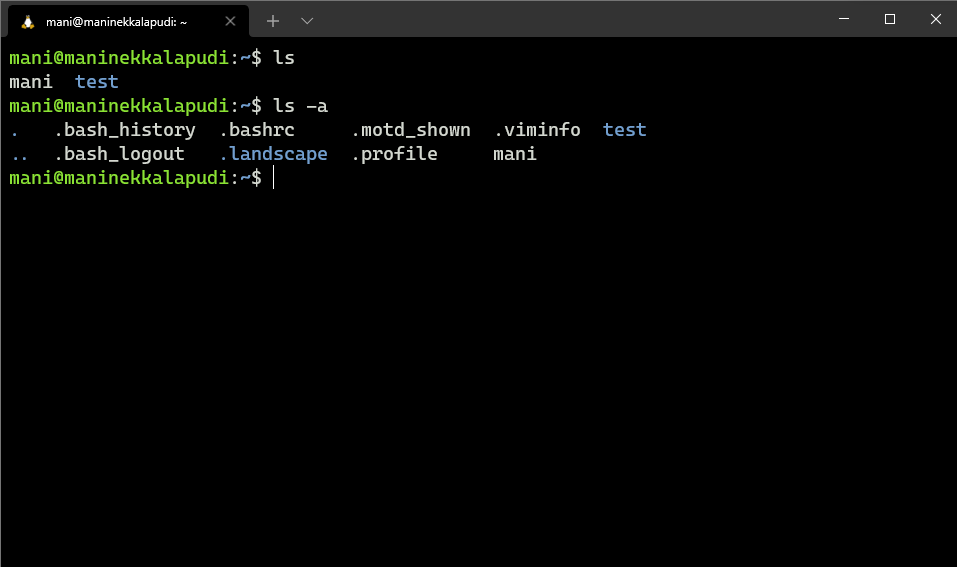 mani@maninekkalapudi: ~
mani@maninekkalapudi:~$ ls
mani  test
mani@maninekkalapudi:~$ ls -a
.   .bash_history  .bashrc     .motd_shown  .viminfo  test
..  .bash_logout   .landscape  .profile     mani
mani@maninekkalapudi:~$